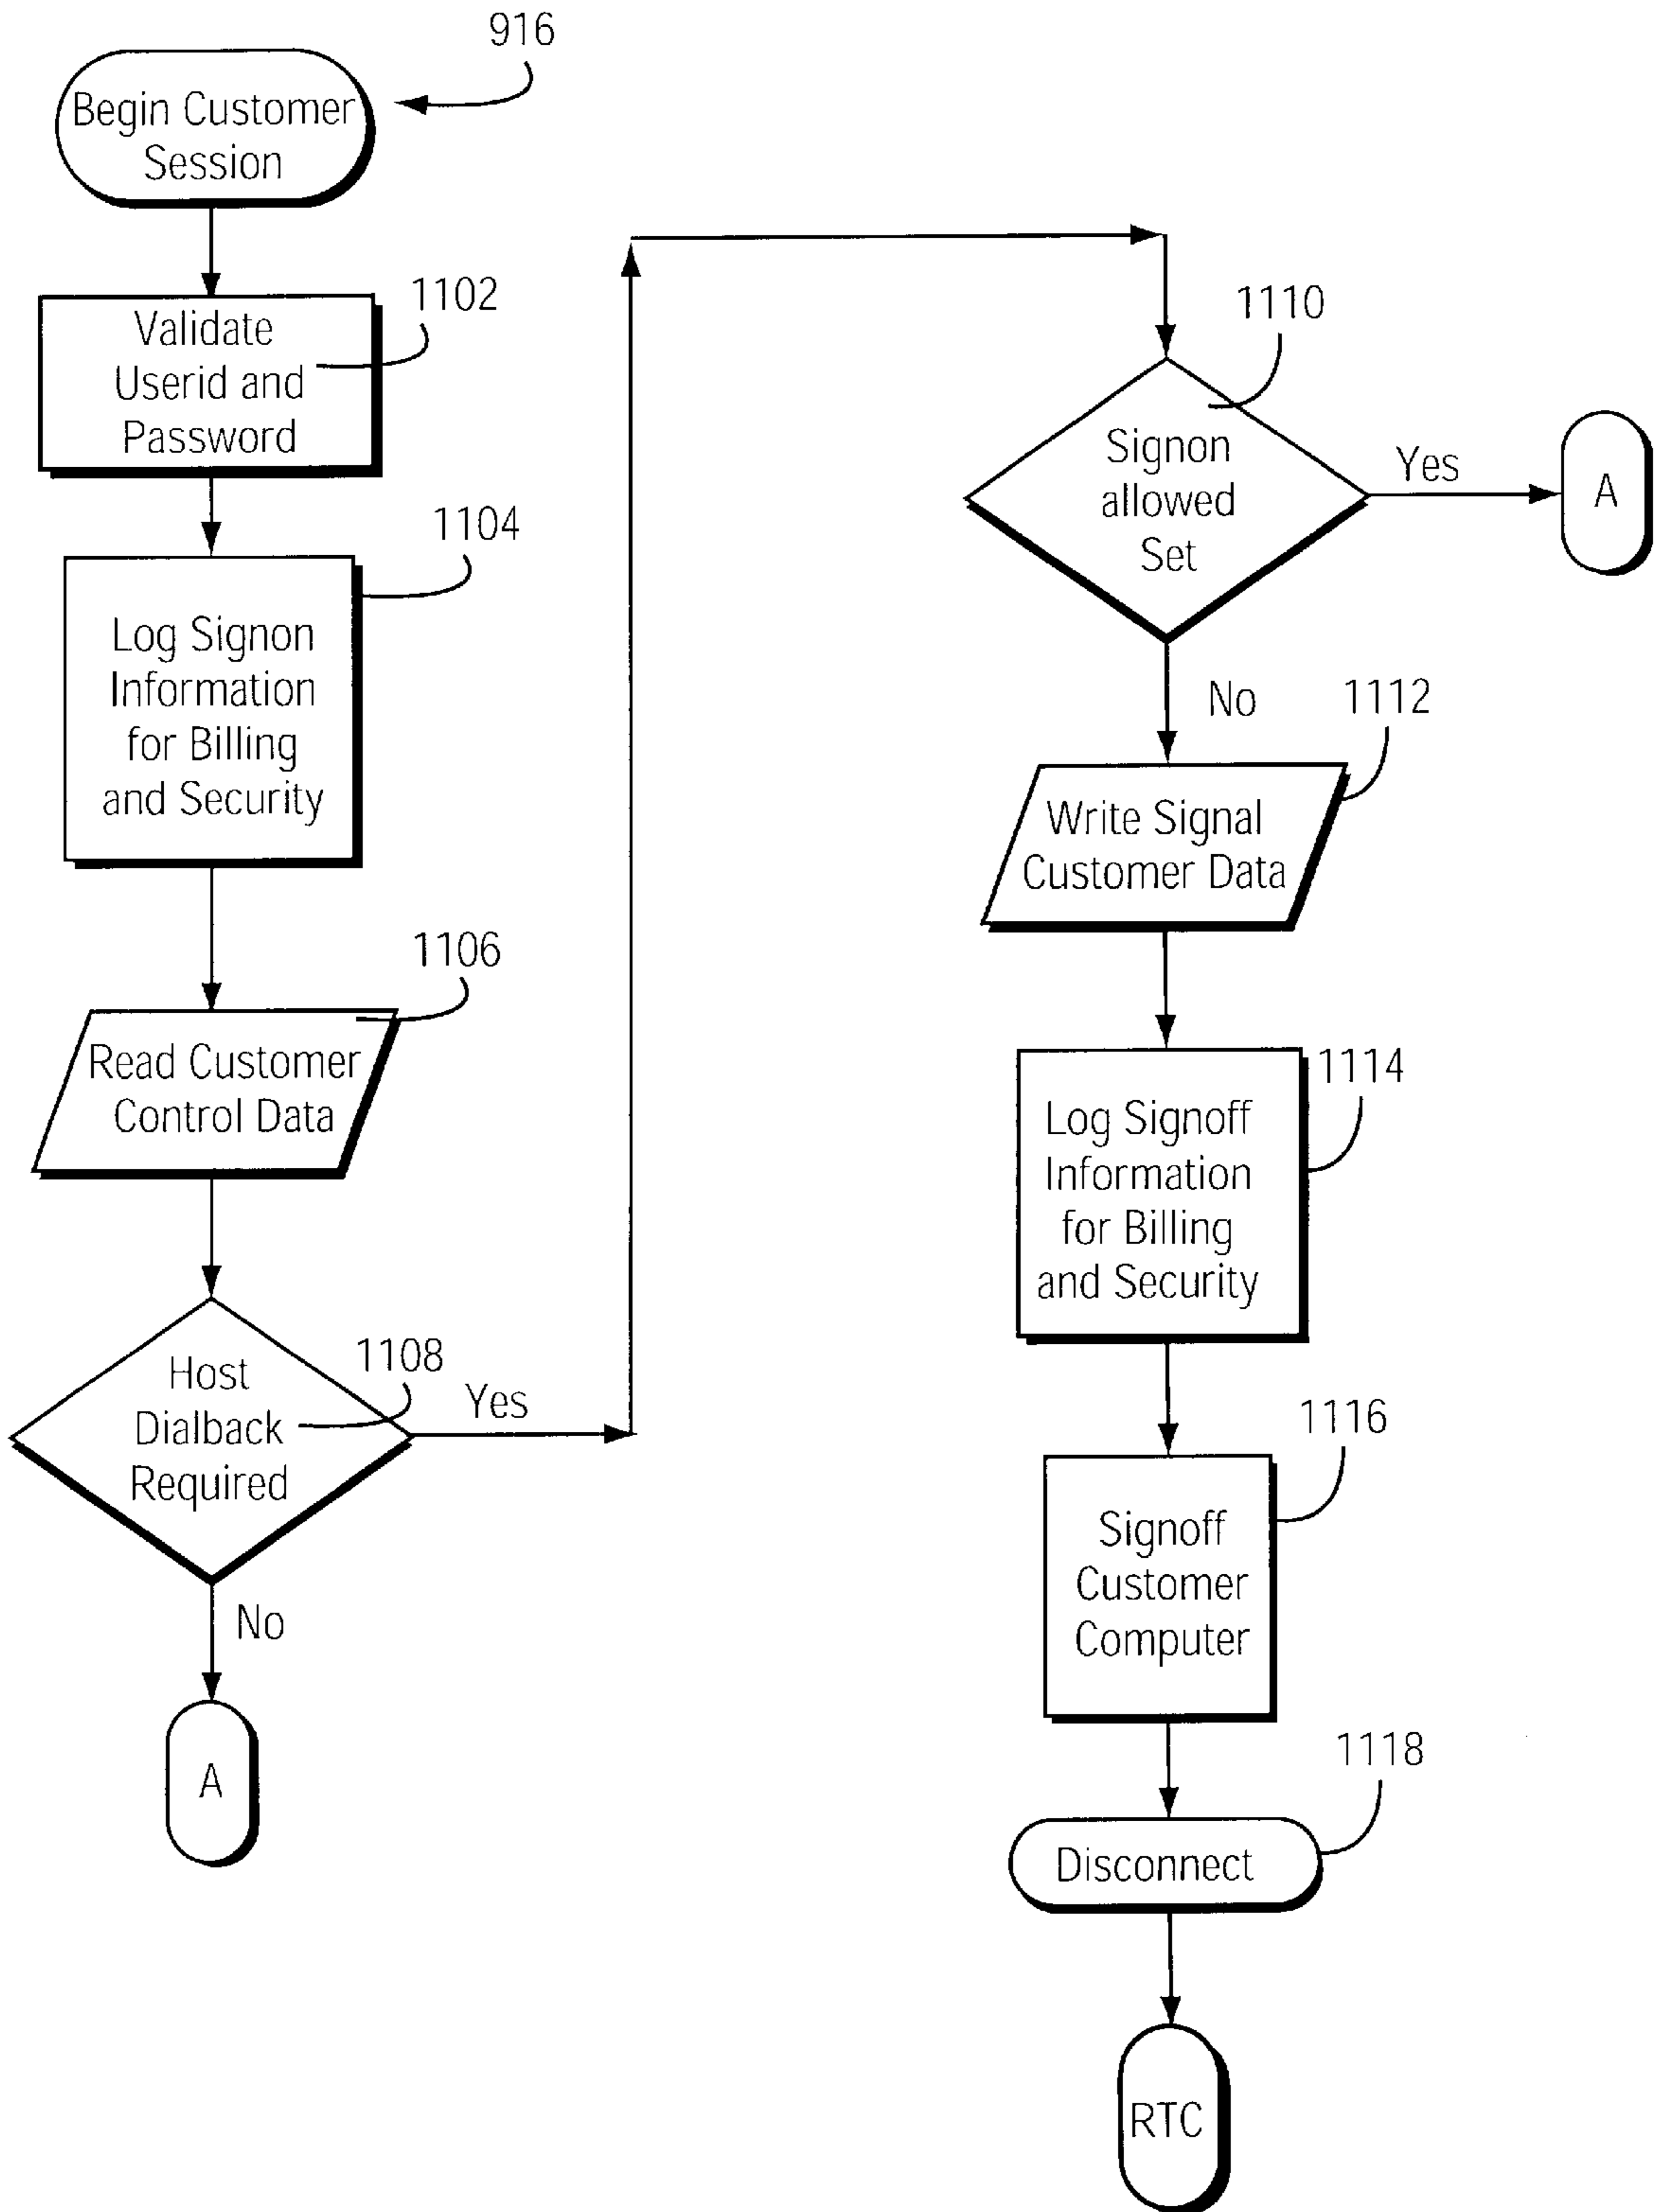 916
Begin Customer
Session
1102
Validate
Userid and
Password
1104
Log Signon
Information
for Billing
and Security
1106
Read Customer
Control Data
1108
Host
Dialback
Required
Yes
No
A
1110
Signon
allowed
Set
Yes
A
No
1112
Write Signal
Customer Data
1114
Log Signoff
Information
for Billing
and Security
1116
Signoff
Customer
Computer
1118
Disconnect
RTC